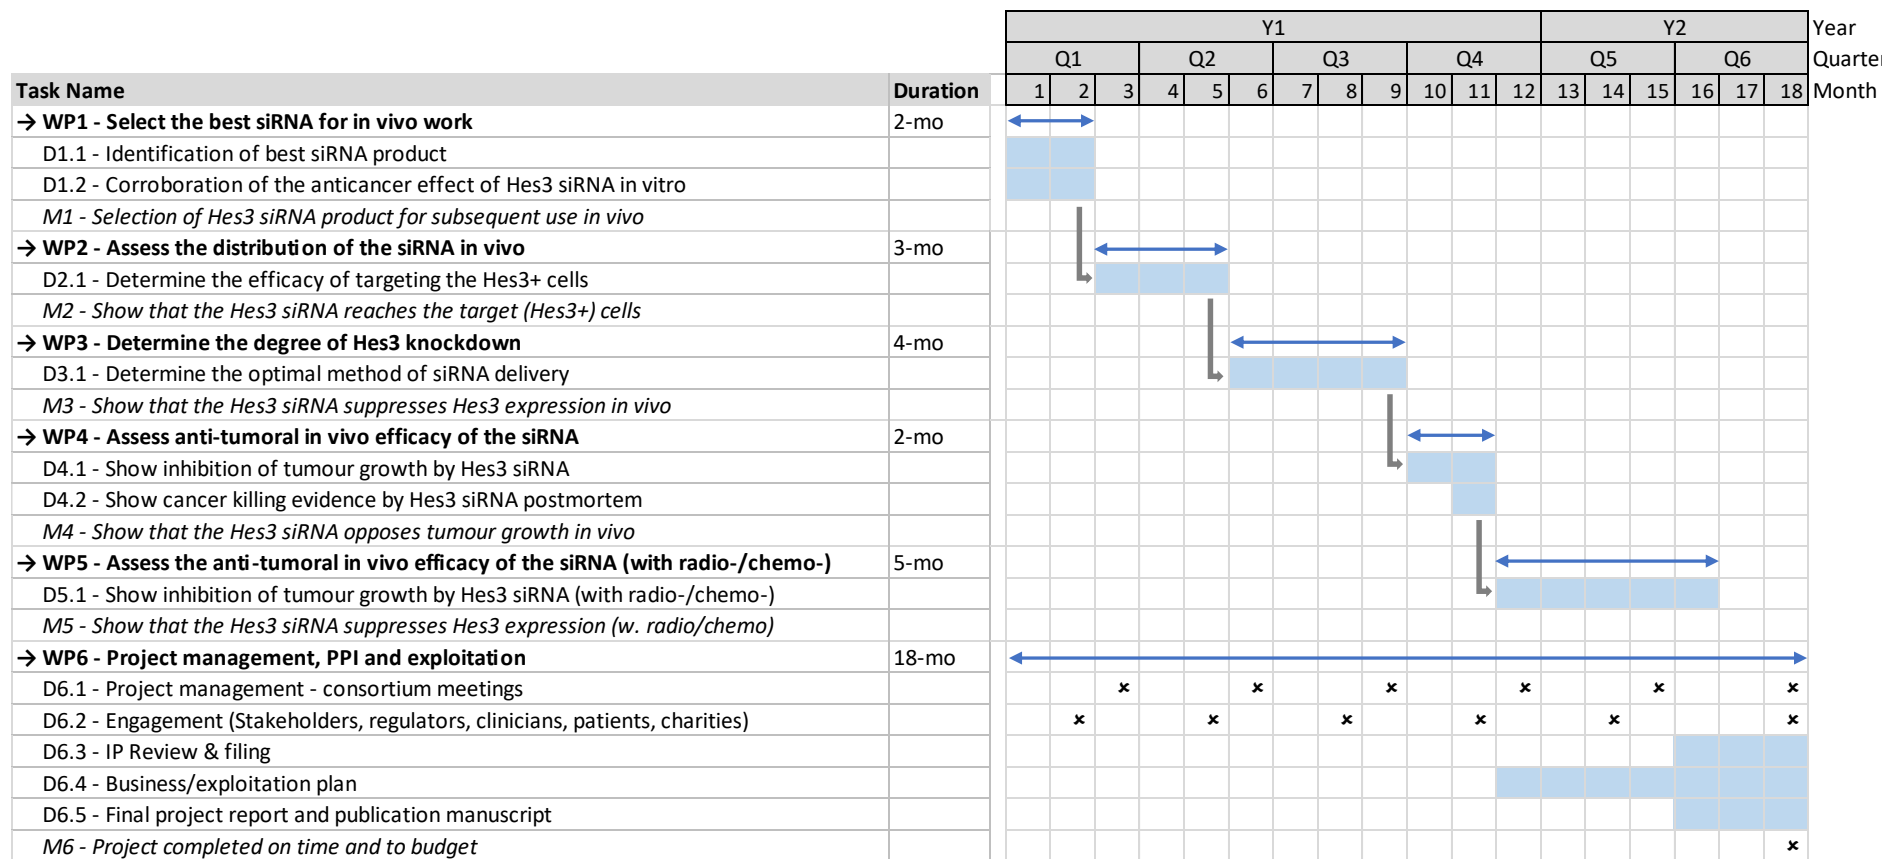 Y1 Y2 Year
Q1 Q2 Q3 Q4 Q5 Q6 Quarter
Task Name Duration 1 2 3 4 5 6 7 8 9 10 11 12 13 14 15 16 17 18 Month
→ WP1 - Select the best siRNA for in vivo work 2-mo
D1.1 - Identification of best siRNA product
D1.2 - Corroboration of the anticancer effect of Hes3 siRNA in vitro
M1 - Selection of Hes3 siRNA product for subsequent use in vivo
→ WP2 - Assess the distribution of the siRNA in vivo 3-mo
D2.1 - Determine the efficacy of targeting the Hes3+ cells
M2 - Show that the Hes3 siRNA reaches the target (Hes3+) cells
→ WP3 - Determine the degree of Hes3 knockdown 4-mo
D3.1 - Determine the optimal method of siRNA delivery
M3 - Show that the Hes3 siRNA suppresses Hes3 expression in vivo
→ WP4 - Assess anti-tumoral in vivo efficacy of the siRNA 2-mo
D4.1 - Show inhibition of tumour growth by Hes3 siRNA
D4.2 - Show cancer killing evidence by Hes3 siRNA postmortem
M4 - Show that the Hes3 siRNA opposes tumour growth in vivo
→ WP5 - Assess the anti-tumoral in vivo efficacy of the siRNA (with radio-/chemo-) 5-mo
D5.1 - Show inhibition of tumour growth by Hes3 siRNA (with radio-/chemo-)
M5 - Show that the Hes3 siRNA suppresses Hes3 expression (w. radio/chemo)
→ WP6 - Project management, PPI and exploitation 18-mo
D6.1 - Project management - consortium meetings × × × × × ×
D6.2 - Engagement (Stakeholders, regulators, clinicians, patients, charities) × × × × × ×
D6.3 - IP Review & filing
D6.4 - Business/exploitation plan
D6.5 - Final project report and publication manuscript
M6 - Project completed on time and to budget ×